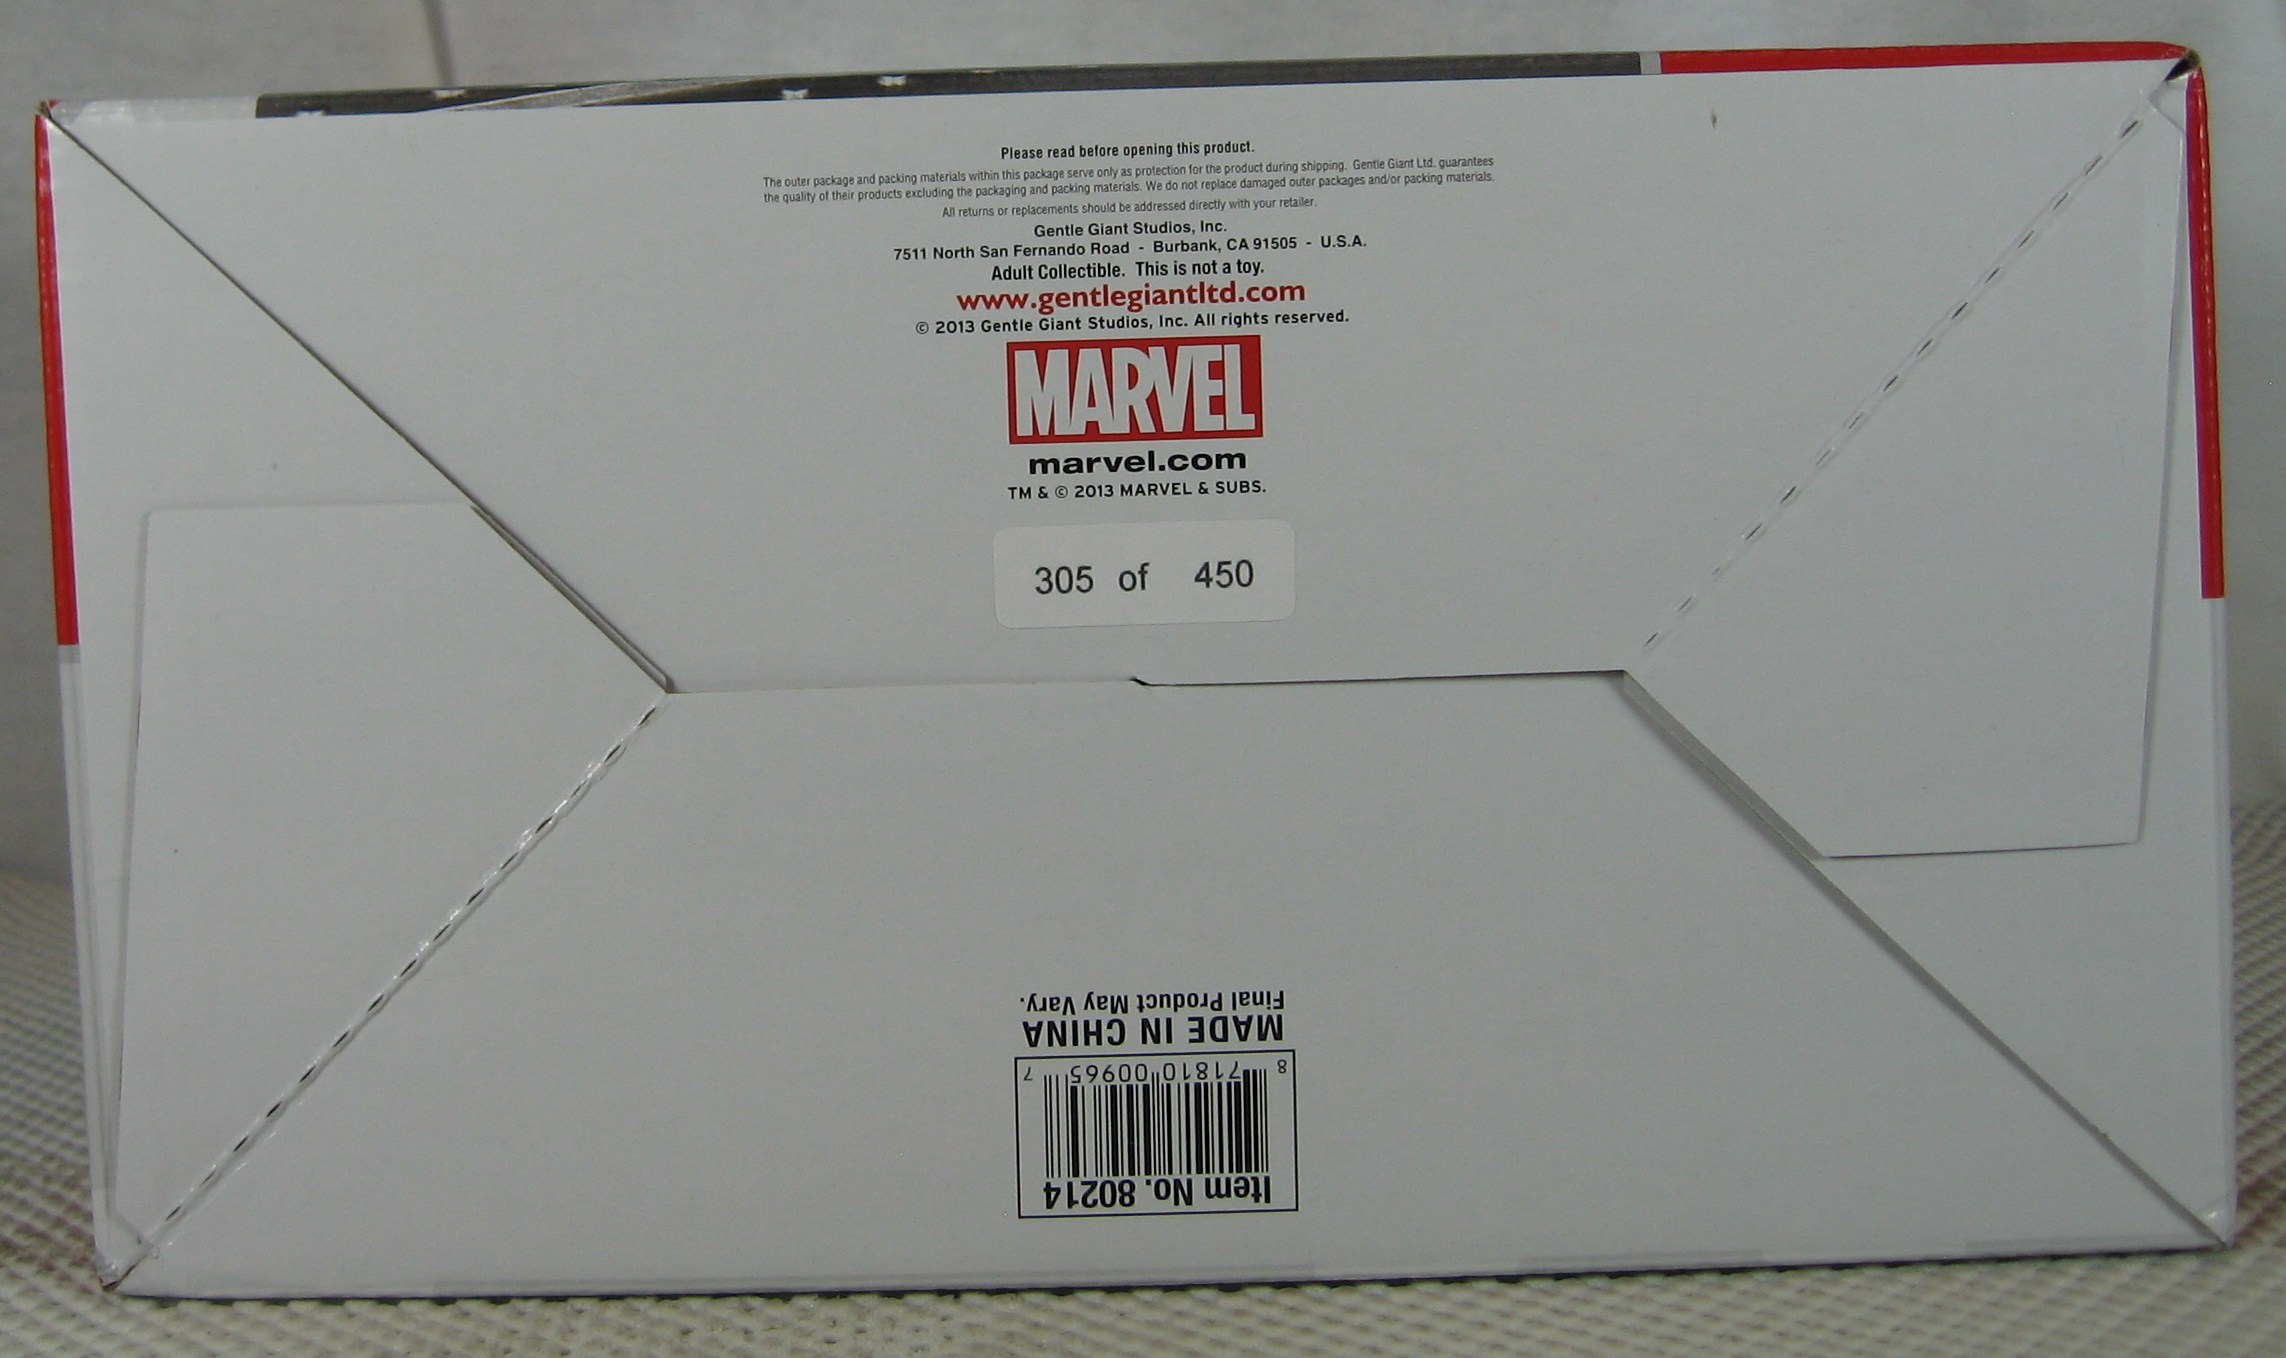 Please read before opening this product.
The outer package and packing materials within this package serve only as protection for the product during shipping. Gentle Giant Ltd. guarantees
the quality of their products excluding the packaging and packing materials. We do not replace damaged outer packages and/or packing materials.
All returns or replacements should be addressed directly with your retailer.
Gentle Giant Studios, Inc.
7511 North San Fernando Road - Burbank, CA 91505 - U.S.A.
Adult Collectible. This is not a toy.
www.gentlegiantltd.com
© 2013 Gentle Giant Studios, Inc. All rights reserved.
MARVEL
marvel.com
TM & © 2013 MARVEL & SUBS.
305 of 450
Item No. 80214
8 71810 00965 7
MADE IN CHINA
Final Product May Vary.